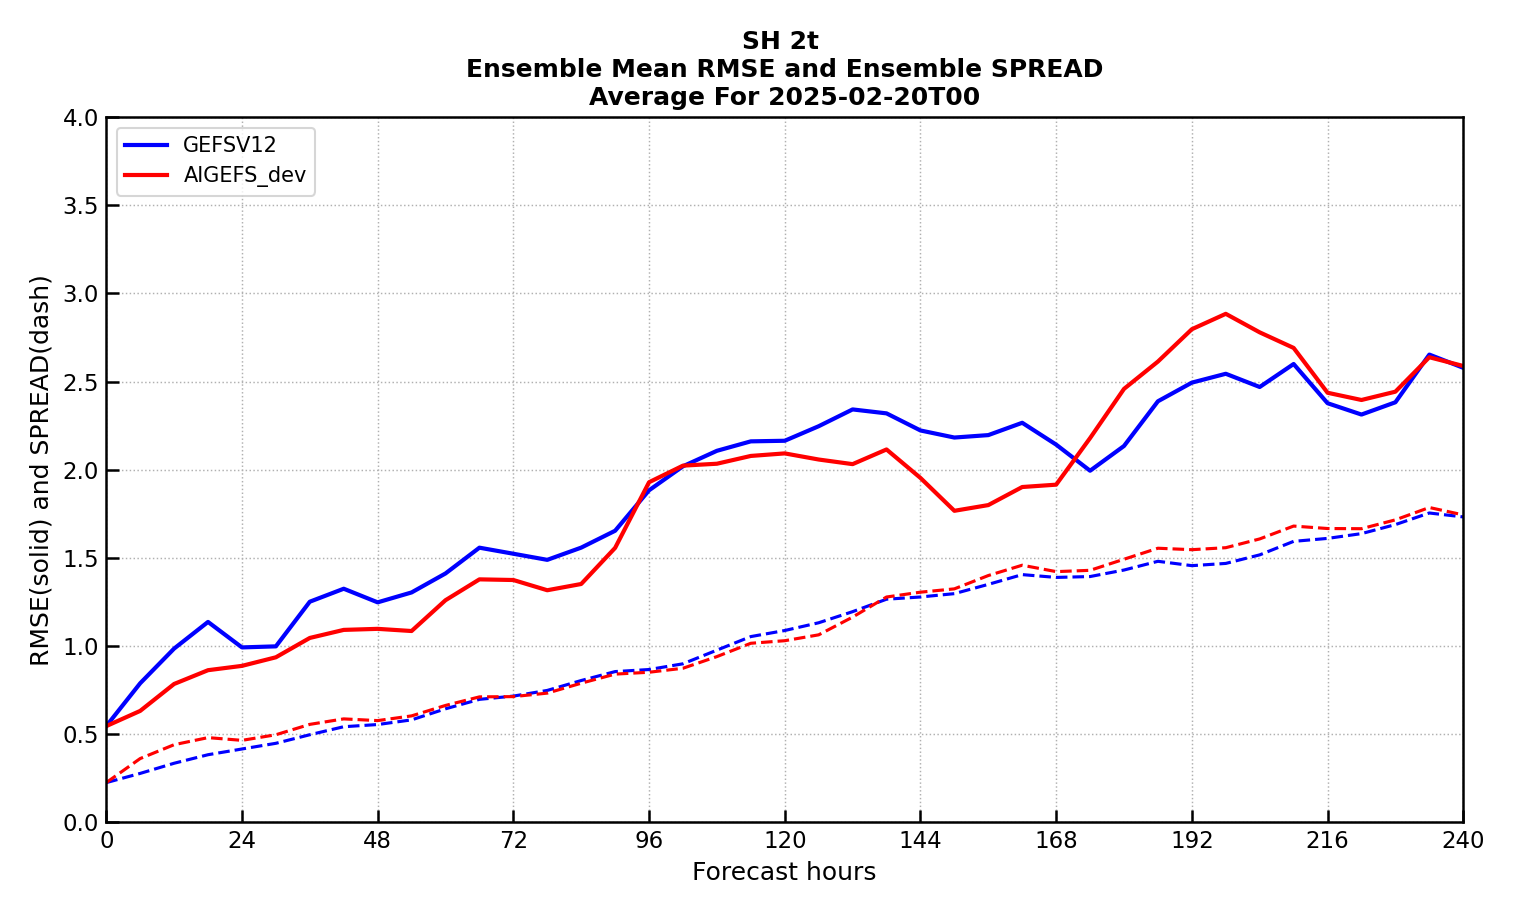 SH 2t
Ensemble Mean RMSE and Ensemble SPREAD
Average For 2025-02-20T00
4.0
3.5
3.0
2.5
2.0
1.5
1.0
0.5
0.0
RMSE(solid) and SPREAD(dash)
GEFSV12
AIGEFS_dev
0 24 48 72 96 120 144 168 192 216 240
Forecast hours